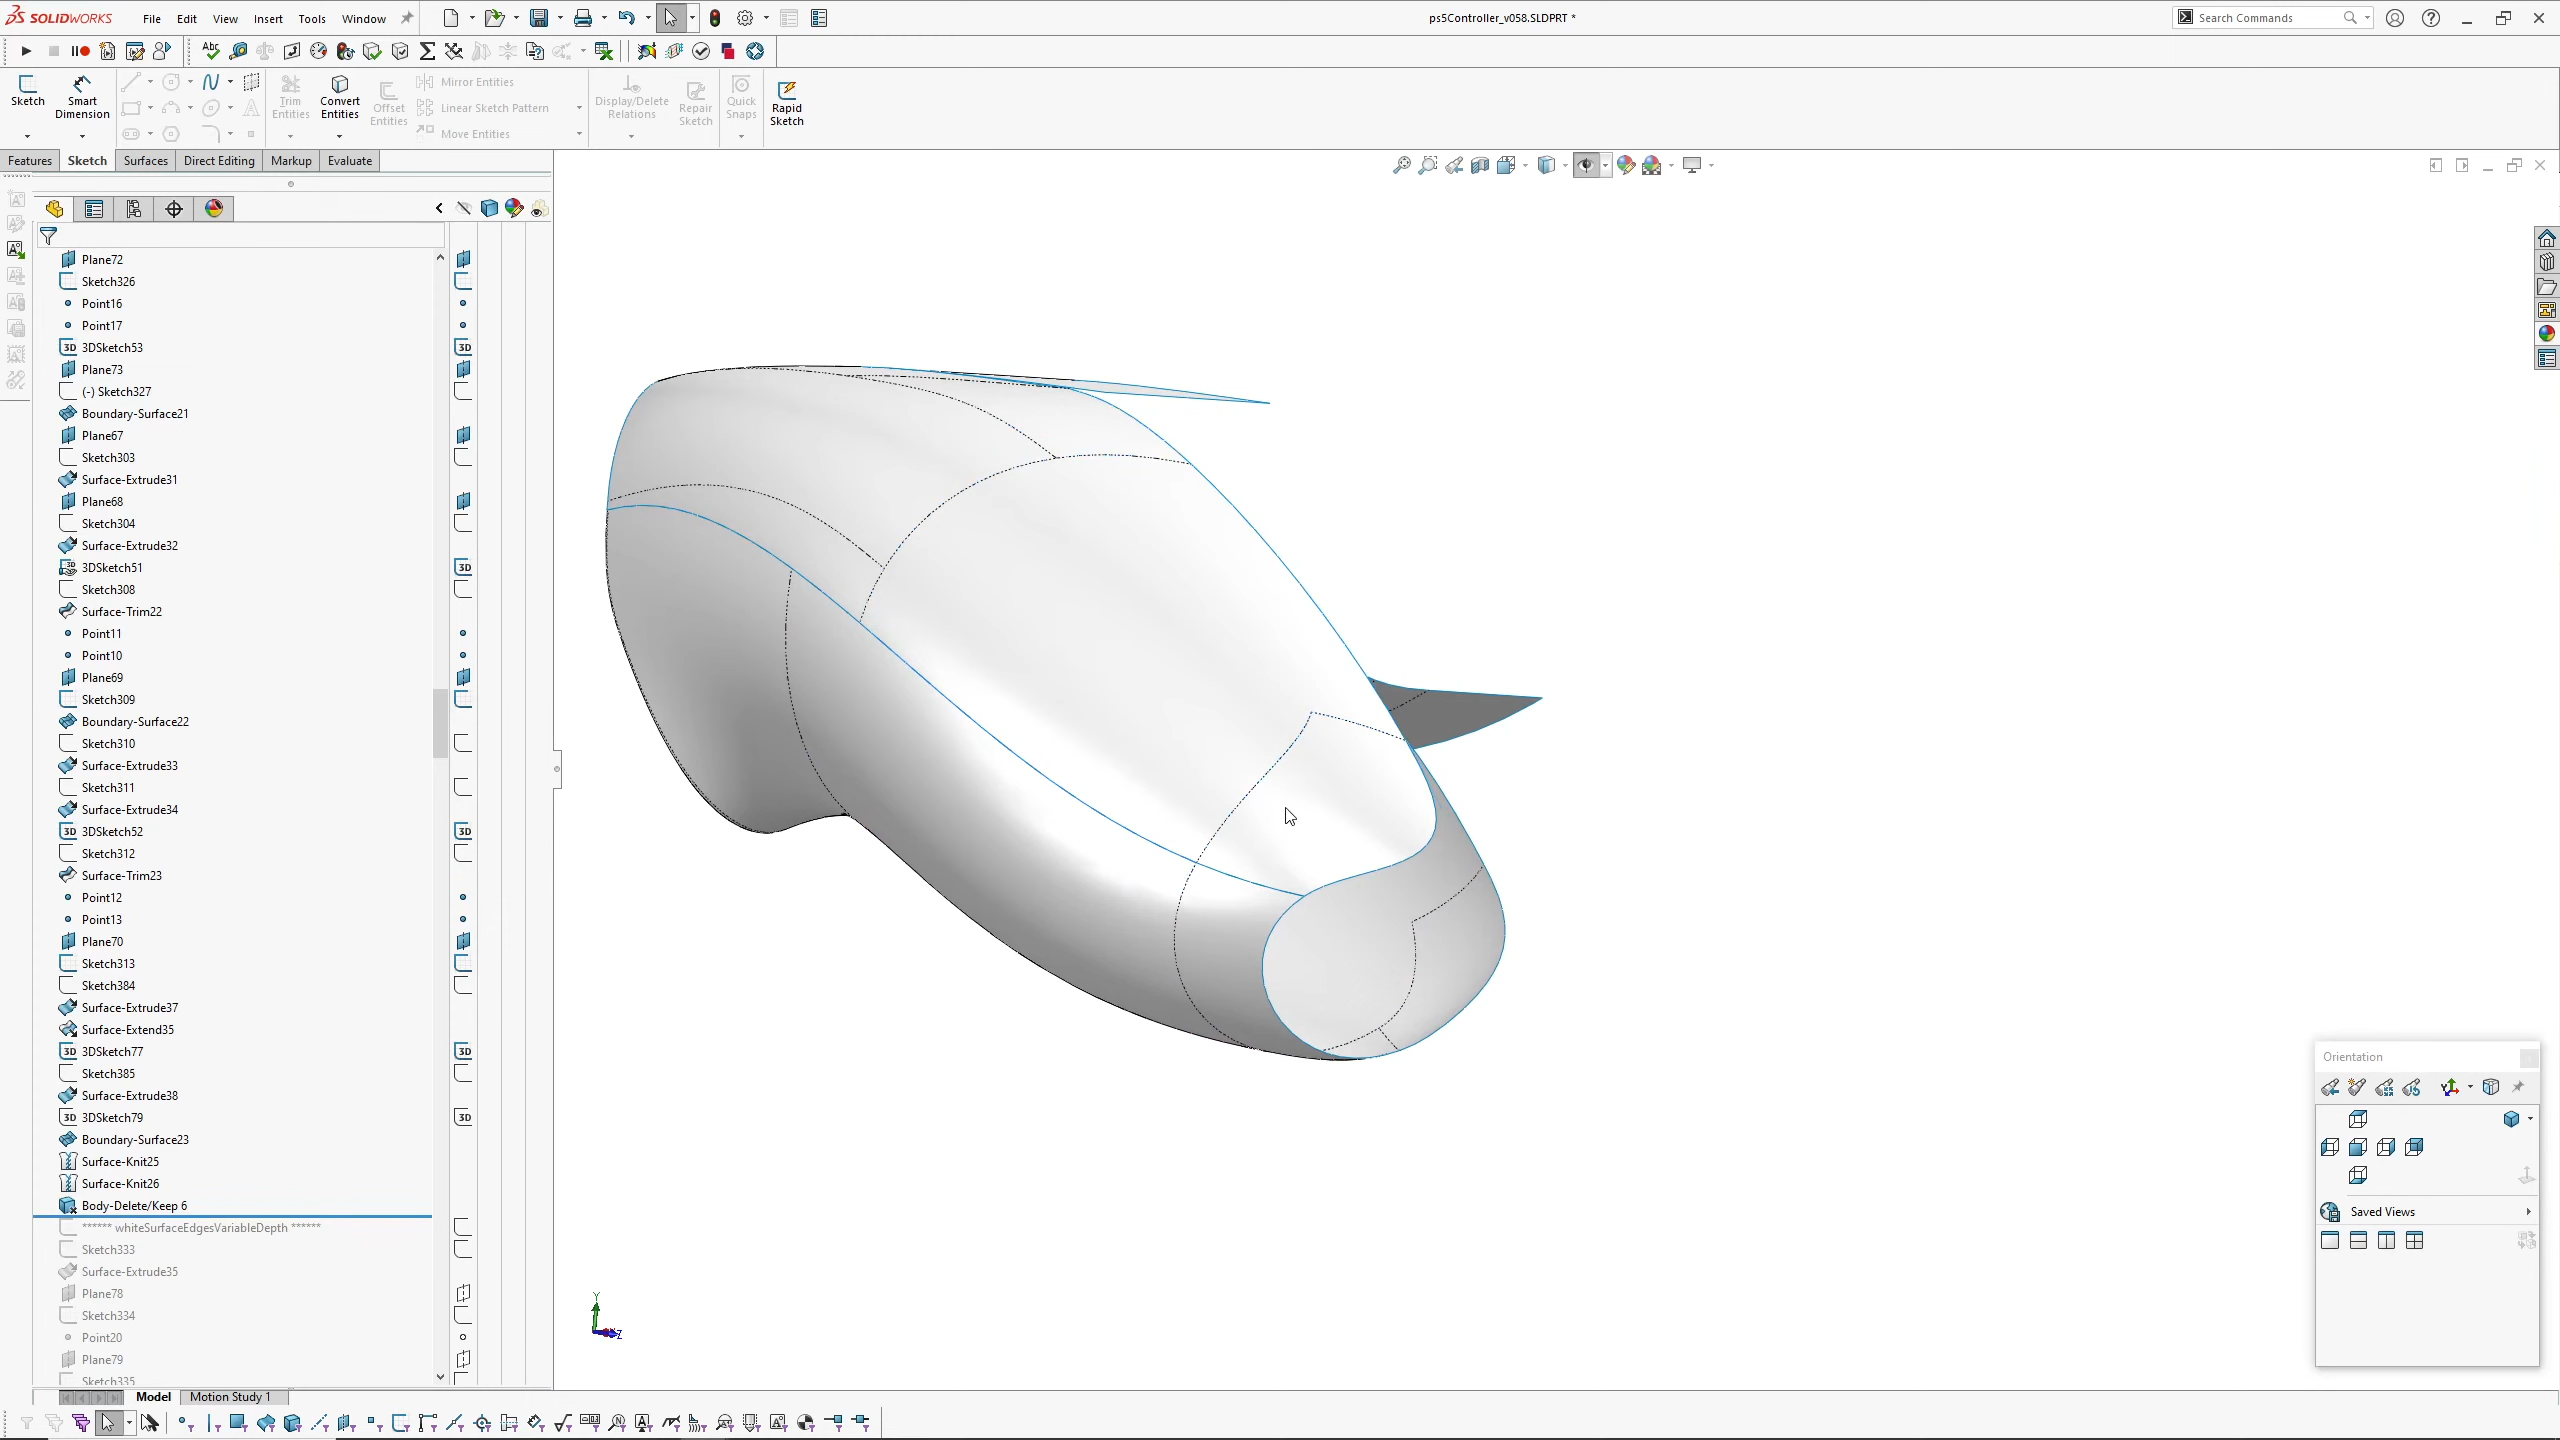 SOLIDWORKS
File
Edit
View
Insert
Tools
Window
ps5Controller_v058.SLDPRT *
Search Commands
Sketch
Smart Dimension
Trim Entities
Convert Entities
Offset Entities
Mirror Entities
Linear Sketch Pattern
Move Entities
Display/Delete Relations
Repair Sketch
Quick Snaps
Rapid Sketch
Features
Sketch
Surfaces
Direct Editing
Markup
Evaluate
Plane72
Sketch326
Point16
Point17
3DSketch53
Plane73
(-) Sketch327
Boundary-Surface21
Plane67
Sketch303
Surface-Extrude31
Plane68
Sketch304
Surface-Extrude32
3DSketch51
Sketch308
Surface-Trim22
Point11
Point10
Plane69
Sketch309
Boundary-Surface22
Sketch310
Surface-Extrude33
Sketch311
Surface-Extrude34
3DSketch52
Sketch312
Surface-Trim23
Point12
Point13
Plane70
Sketch313
Sketch384
Surface-Extrude37
Surface-Extend35
3DSketch77
Sketch385
Surface-Extrude38
3DSketch79
Boundary-Surface23
Surface-Knit25
Surface-Knit26
Body-Delete/Keep 6
****** whiteSurfaceEdgesVariableDepth ******
Sketch333
Surface-Extrude35
Plane78
Sketch334
Point20
Plane79
Sketch335
Y
Z
Orientation
Saved Views
Model
Motion Study 1